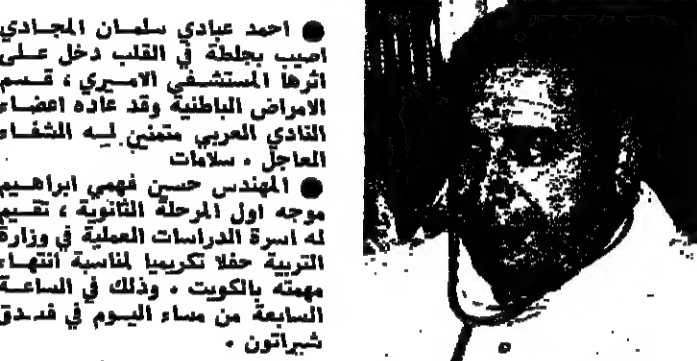 ● احمد عبادي سلمان المجادي
اصيب بجلطة في القلب دخل على
اثرها المستشفى الاميري ، قسم
الامراض الباطنية وقد عاده اعضاء
النادي العربي متمنين له الشفاء
العاجل . سلامات
● المهندس حسين فهمي ابراهيم
موجه اول المرحلة الثانوية ، تقيم
له اسرة الدراسات العملية في وزارة
التربية حفلا تكريميا لمناسبة انتهاء
مهمته بالكويت . وذلك في الساعة
السابعة من مساء اليوم في فندق
شيراتون .